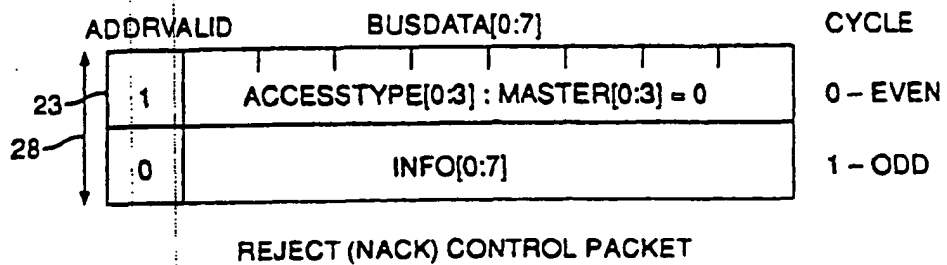 ADDRVALID BUSDATA[0:7] CYCLE
23 1 ACCESSTYPE[0:3] : MASTER[0:3] = 0 0 – EVEN
28 0 INFO[0:7] 1 – ODD
REJECT (NACK) CONTROL PACKET